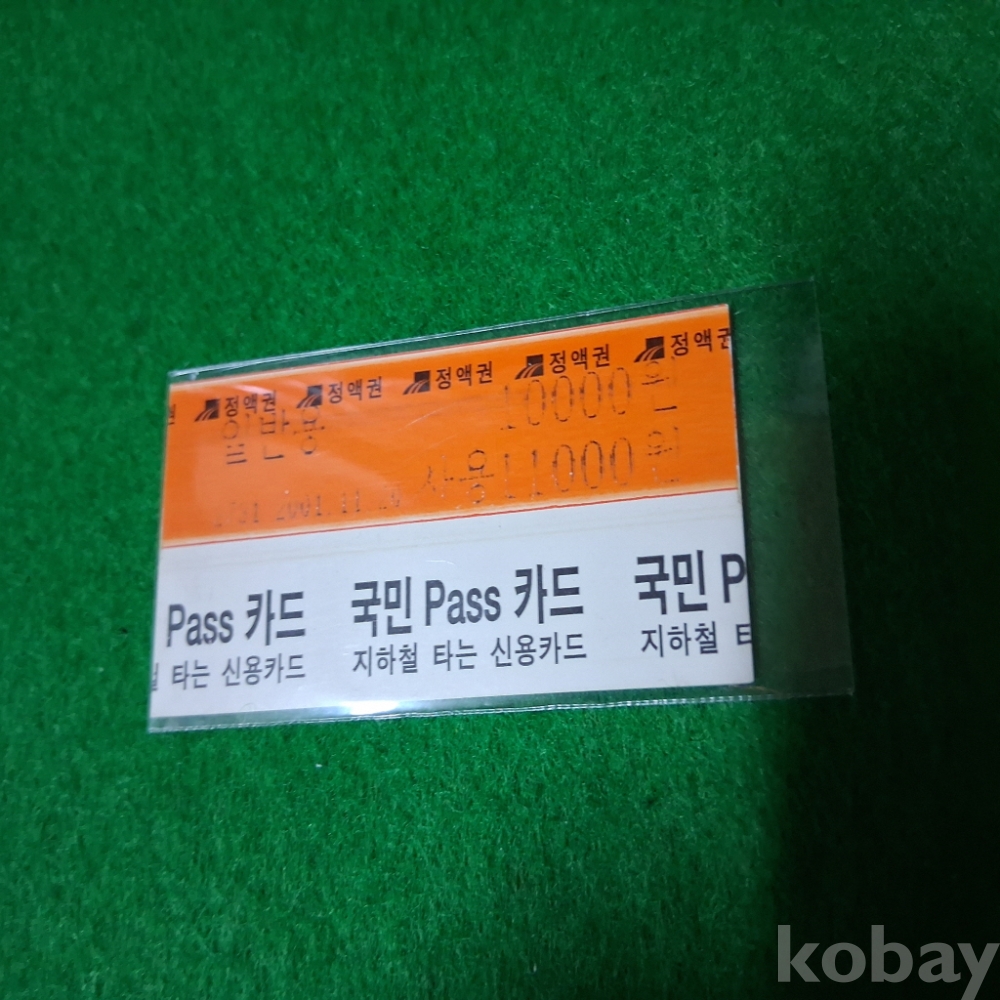 정액권 정액권 정액권 정액권 정액권
일반용 10000원
사용11000원
2001.11
Pass 카드 국민 Pass 카드 국민 P
타는 신용카드 지하철 타는 신용카드 지하철 타
kobay